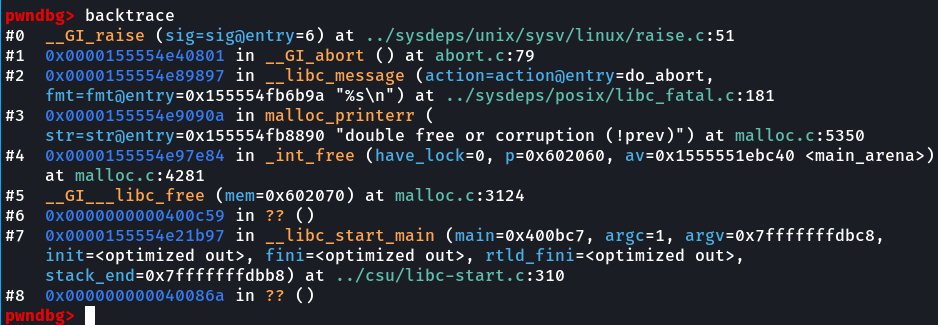 pwndbg> backtrace
#0  __GI_raise (sig=sig@entry=6) at ../sysdeps/unix/sysv/linux/raise.c:51
#1  0x0000155554e40801 in __GI_abort () at abort.c:79
#2  0x0000155554e89897 in __libc_message (action=action@entry=do_abort,
    fmt=fmt@entry=0x155554fb6b9a "%s\n") at ../sysdeps/posix/libc_fatal.c:181
#3  0x0000155554e9090a in malloc_printerr (
    str=str@entry=0x155554fb8890 "double free or corruption (!prev)") at malloc.c:5350
#4  0x0000155554e97e84 in _int_free (have_lock=0, p=0x602060, av=0x1555551ebc40 <main_arena>)
    at malloc.c:4281
#5  __GI___libc_free (mem=0x602070) at malloc.c:3124
#6  0x0000000000400c59 in ?? ()
#7  0x0000155554e21b97 in __libc_start_main (main=0x400bc7, argc=1, argv=0x7fffffffdbc8,
    init=<optimized out>, fini=<optimized out>, rtld_fini=<optimized out>,
    stack_end=0x7fffffffdbb8) at ../csu/libc-start.c:310
#8  0x000000000040086a in ?? ()
pwndbg>